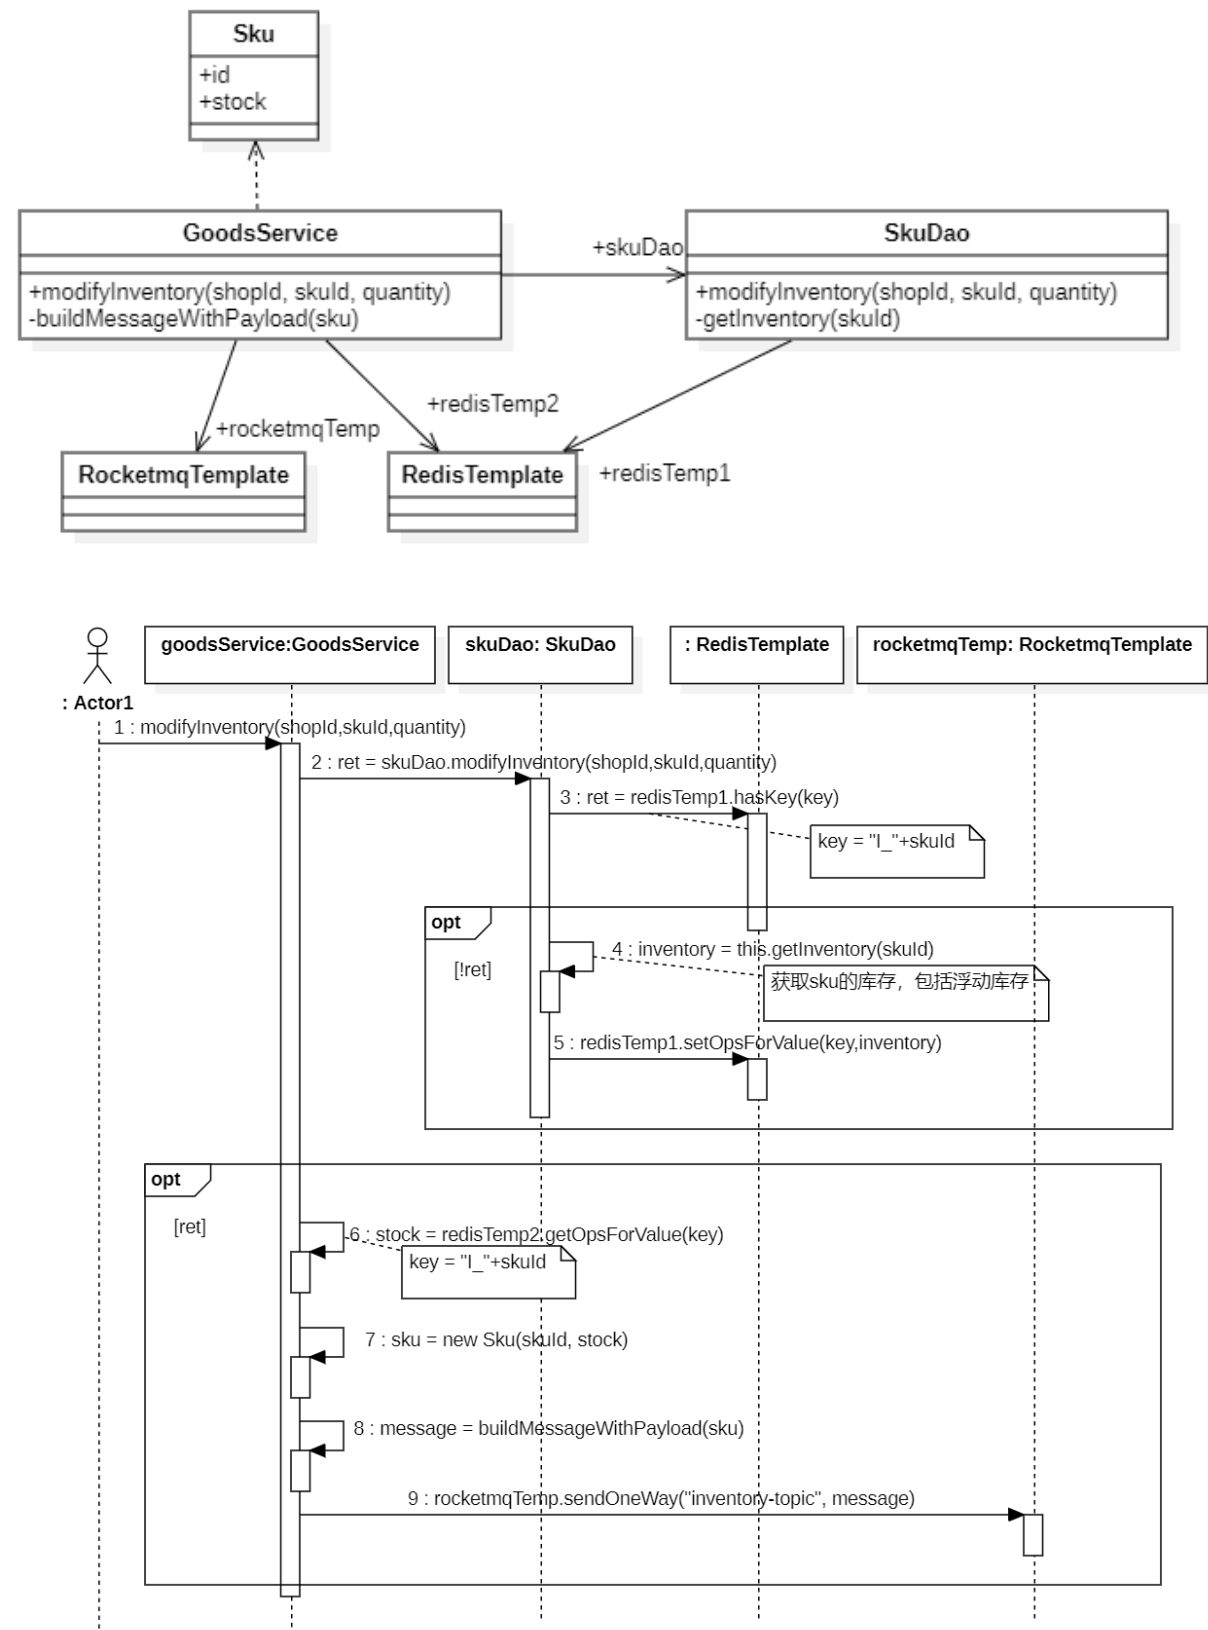 Sku
+id
+stock
GoodsService
+modifyInventory(shopId, skuId, quantity)
-buildMessageWithPayload(sku)
+skuDao
SkuDao
+modifyInventory(shopId, skuId, quantity)
-getInventory(skuId)
+redisTemp2
+rocketmqTemp
RocketmqTemplate
RedisTemplate
+redisTemp1
: Actor1
goodsService:GoodsService
skuDao: SkuDao
: RedisTemplate
rocketmqTemp: RocketmqTemplate
1 : modifyInventory(shopId,skuId,quantity)
2 : ret = skuDao.modifyInventory(shopId,skuId,quantity)
3 : ret = redisTemp1.hasKey(key)
key = "I_"+skuId
opt
[!ret]
4 : inventory = this.getInventory(skuId)
获取sku的库存，包括浮动库存
5 : redisTemp1.setOpsForValue(key,inventory)
opt
[ret]
6 : stock = redisTemp2.getOpsForValue(key)
key = "I_"+skuId
7 : sku = new Sku(skuId, stock)
8 : message = buildMessageWithPayload(sku)
9 : rocketmqTemp.sendOneWay("inventory-topic", message)